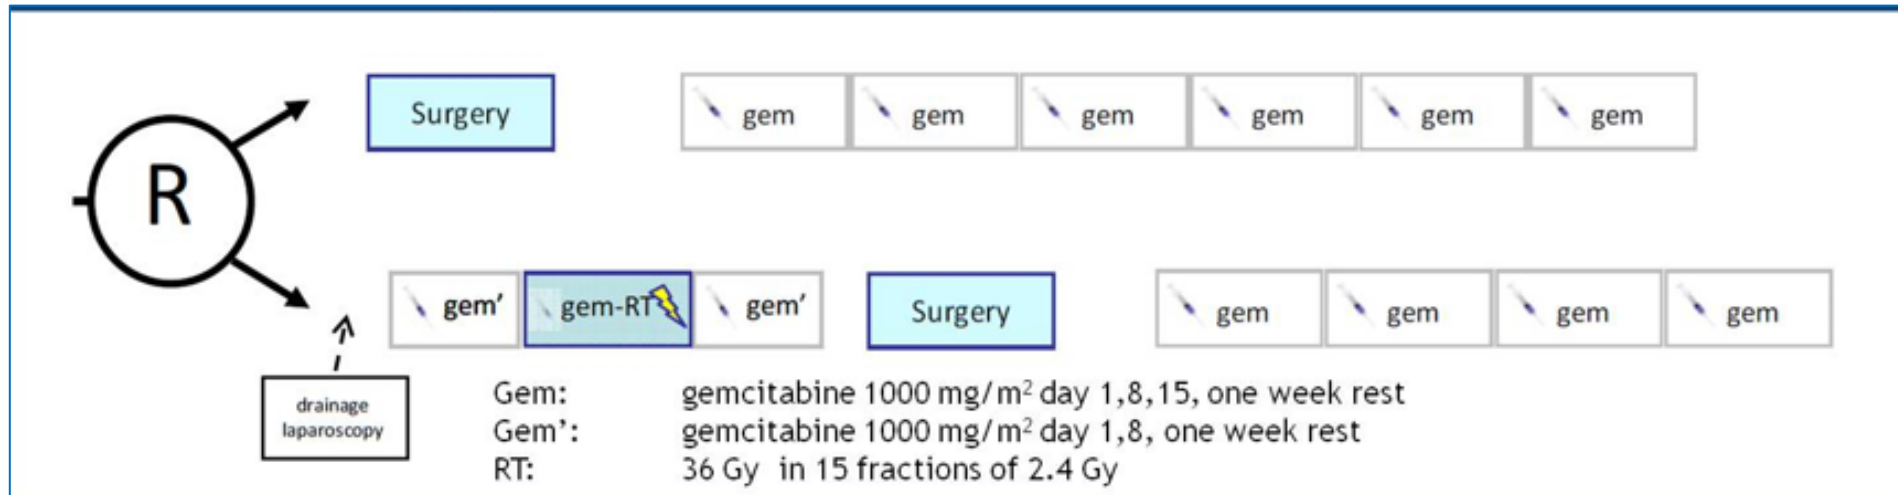 R
Surgery gem gem gem gem gem gem
gem’ gem-RT gem’ Surgery gem gem gem gem
drainage
laparoscopy
Gem: gemcitabine 1000 mg/m² day 1,8,15, one week rest
Gem’: gemcitabine 1000 mg/m² day 1,8, one week rest
RT: 36 Gy in 15 fractions of 2.4 Gy